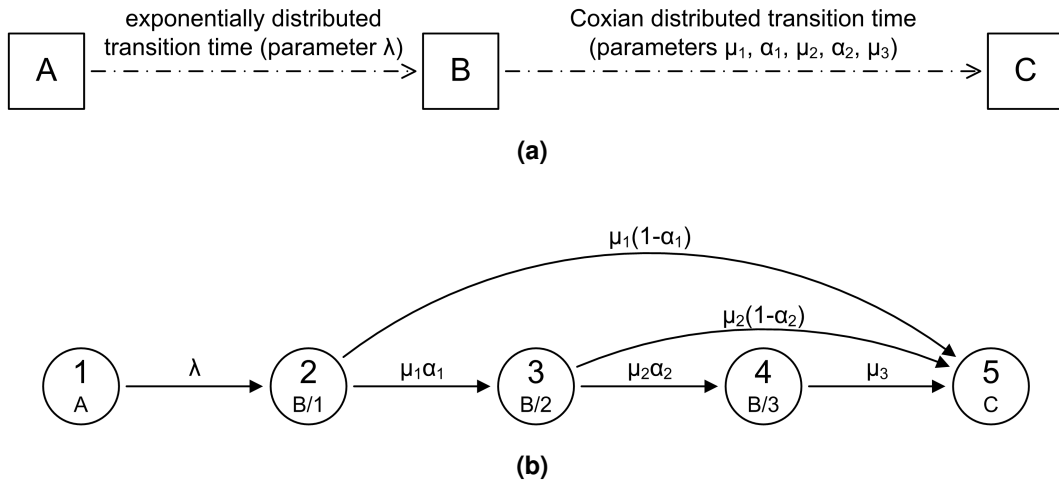 exponentially distributed
transition time (parameter λ)
Coxian distributed transition time
(parameters μ₁, α₁, μ₂, α₂, μ₃)
A
B
C
(a)
μ₁(1-α₁)
μ₂(1-α₂)
λ
μ₁α₁
μ₂α₂
μ₃
1
A
2
B/1
3
B/2
4
B/3
5
C
(b)